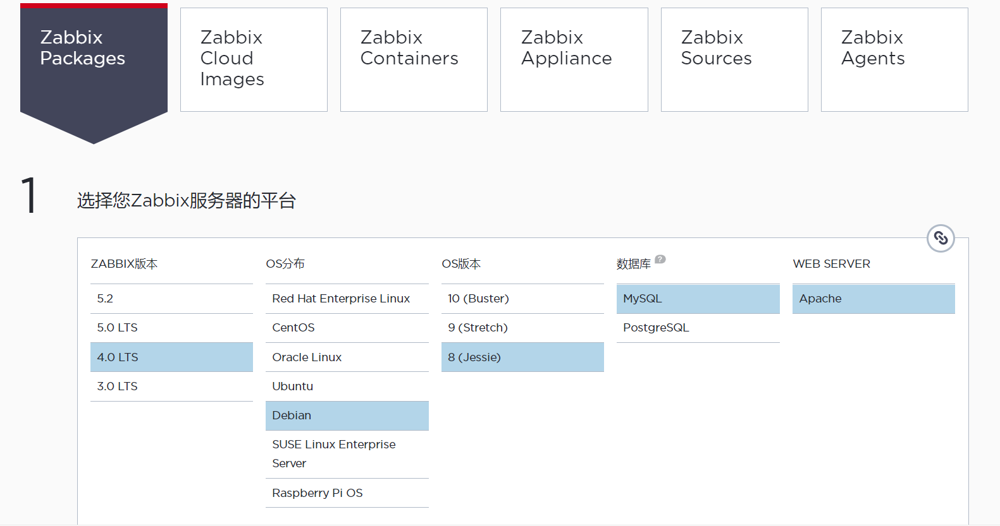 Zabbix
Packages
Zabbix
Cloud
Images
Zabbix
Containers
Zabbix
Appliance
Zabbix
Sources
Zabbix
Agents
1
选择您Zabbix服务器的平台
ZABBIX版本
5.2
5.0 LTS
4.0 LTS
3.0 LTS
OS分布
Red Hat Enterprise Linux
CentOS
Oracle Linux
Ubuntu
Debian
SUSE Linux Enterprise
Server
Raspberry Pi OS
OS版本
10 (Buster)
9 (Stretch)
8 (Jessie)
数据库 ?
MySQL
PostgreSQL
WEB SERVER
Apache